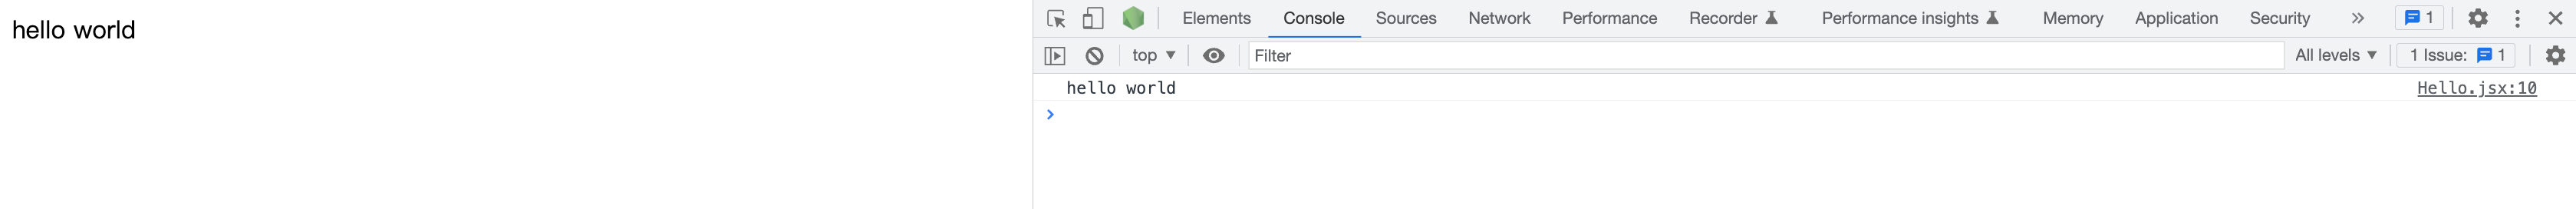 hello world
Elements Console Sources Network Performance Recorder Performance insights Memory Application Security » 1
top ▼ Filter All levels ▼ 1 Issue: 1
hello world Hello.jsx:10
>